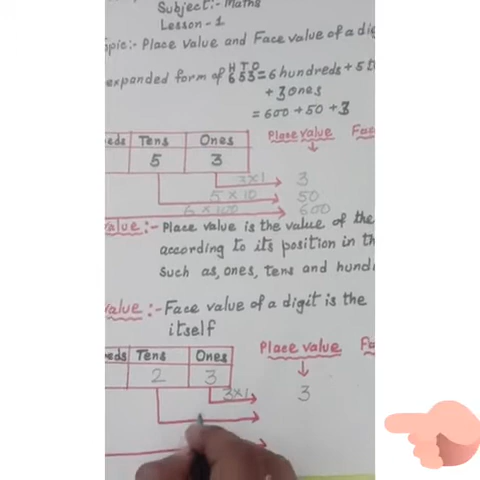 Subject:- Maths
Lesson - 1
Topic:- Place Value and Face value of a
expanded form of 653 = 6 hundreds + 5
H T O
+ 3 ones
= 600 + 50 + 3
Tens Ones Place value
5 3
3 × 1 3
5 × 10 50
6 × 100 600
value:- Place value is the value of the
according to its position in
Such as, ones, tens and
value:- Face value of a digit is the
itself
Tens Ones Place value
2 3
3×1 3